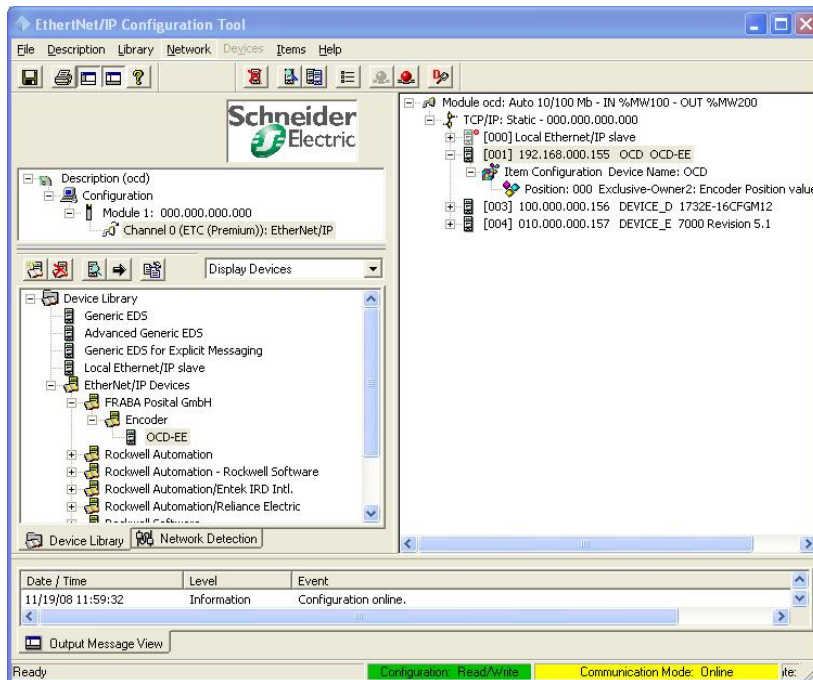 EthertNet/IP Configuration Tool
File Description Library Network Devices Items Help
Schneider
Electric
Description (ocd)
Configuration
Module 1: 000.000.000.000
Channel 0 (ETC (Premium)): EtherNet/IP
Display Devices
Device Library
Generic EDS
Advanced Generic EDS
Generic EDS for Explicit Messaging
Local Ethernet/IP slave
EtherNet/IP Devices
FRABA Posital GmbH
Encoder
OCD-EE
Rockwell Automation
Rockwell Automation - Rockwell Software
Rockwell Automation/Entek IRD Intl.
Rockwell Automation/Reliance Electric
Rockwell Software
Device Library Network Detection
Module ocd: Auto 10/100 Mb - IN %MW100 - OUT %MW200
TCP/IP: Static - 000.000.000.000
[000] Local Ethernet/IP slave
[001] 192.168.000.155 OCD OCD-EE
Item Configuration Device Name: OCD
Position: 000 Exclusive-Owner2: Encoder Position value
[003] 100.000.000.156 DEVICE_D 1732E-16CFGM12
[004] 010.000.000.157 DEVICE_E 7000 Revision 5.1
Date / Time Level Event
11/19/08 11:59:32 Information Configuration online.
Output Message View
Ready Configuration: Read/Write Communication Mode: Online